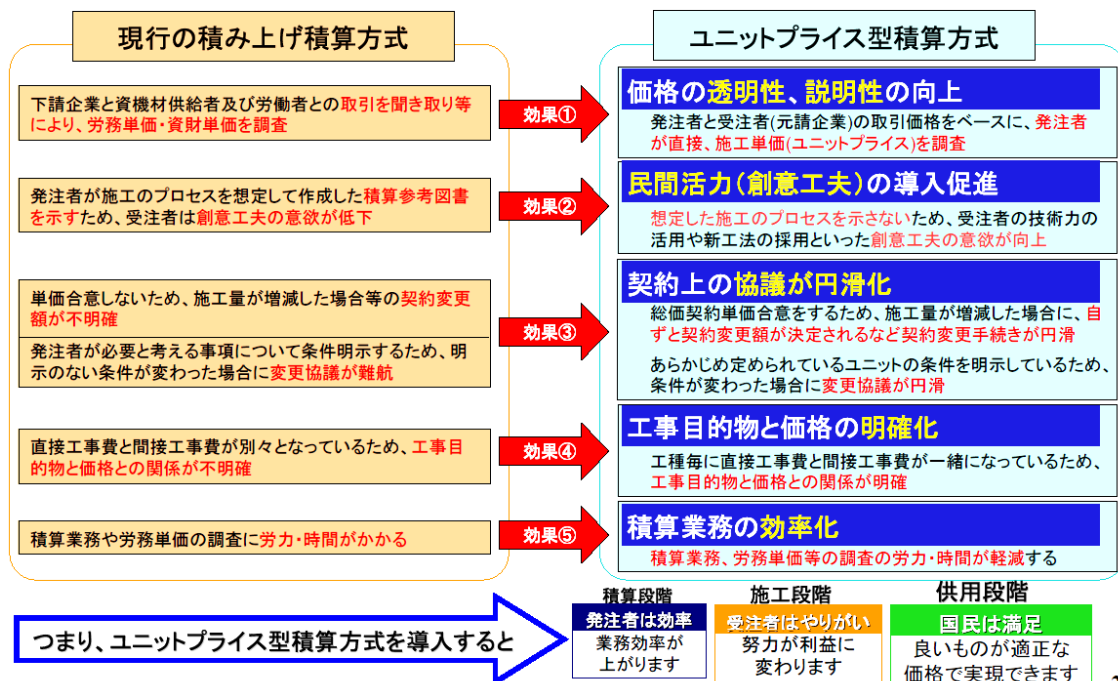 現行の積み上げ積算方式
ユニットプライス型積算方式
下請企業と資機材供給者及び労働者との取引を聞き取り等
により、労務単価・資財単価を調査
効果①
価格の透明性、説明性の向上
発注者と受注者(元請企業)の取引価格をベースに、発注者
が直接、施工単価(ユニットプライス)を調査
発注者が施工のプロセスを想定して作成した積算参考図書
を示すため、受注者は創意工夫の意欲が低下
効果②
民間活力(創意工夫)の導入促進
想定した施工のプロセスを示さないため、受注者の技術力の
活用や新工法の採用といった創意工夫の意欲が向上
単価合意しないため、施工量が増減した場合等の契約変更
額が不明確
発注者が必要と考える事項について条件明示するため、明
示のない条件が変わった場合に変更協議が難航
効果③
契約上の協議が円滑化
総価契約単価合意をするため、施工量が増減した場合に、自
ずと契約変更額が決定されるなど契約変更手続きが円滑
あらかじめ定められているユニットの条件を明示しているため、
条件が変わった場合に変更協議が円滑
直接工事費と間接工事費が別々となっているため、工事目
的物と価格との関係が不明確
効果④
工事目的物と価格の明確化
工種毎に直接工事費と間接工事費が一緒になっているため、
工事目的物と価格との関係が明確
積算業務や労務単価の調査に労力・時間がかかる
効果⑤
積算業務の効率化
積算業務、労務単価等の調査の労力・時間が軽減する
つまり、ユニットプライス型積算方式を導入すると
積算段階
発注者は効率
業務効率が
上がります
施工段階
受注者はやりがい
努力が利益に
変わります
供用段階
国民は満足
良いものが適正な
価格で実現できます